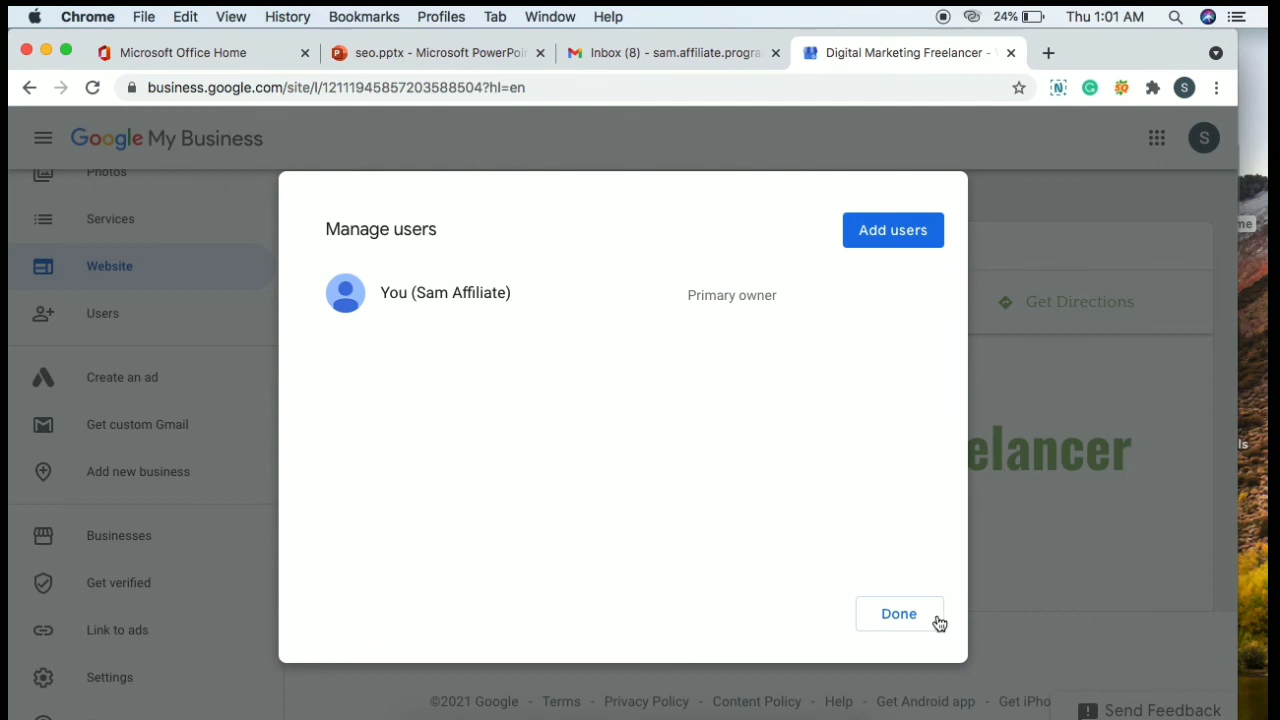 Chrome File Edit View History Bookmarks Profiles Tab Window Help 24% Thu 1:01 AM
Microsoft Office Home seo.pptx - Microsoft PowerPoin Inbox (8) - sam.affiliate.progra Digital Marketing Freelancer -
business.google.com/site/l/12111945857203588504?hl=en S
Google My Business S
Photos
Services
Website
Users
Create an ad
Get custom Gmail
Add new business
Businesses
Get verified
Link to ads
Settings
Manage users Add users
You (Sam Affiliate) Primary owner
Done
Get Directions
elancer
me
ls
©2021 Google - Terms - Privacy Policy - Content Policy - Help - Get Android app - Get iPho
Send Feedback